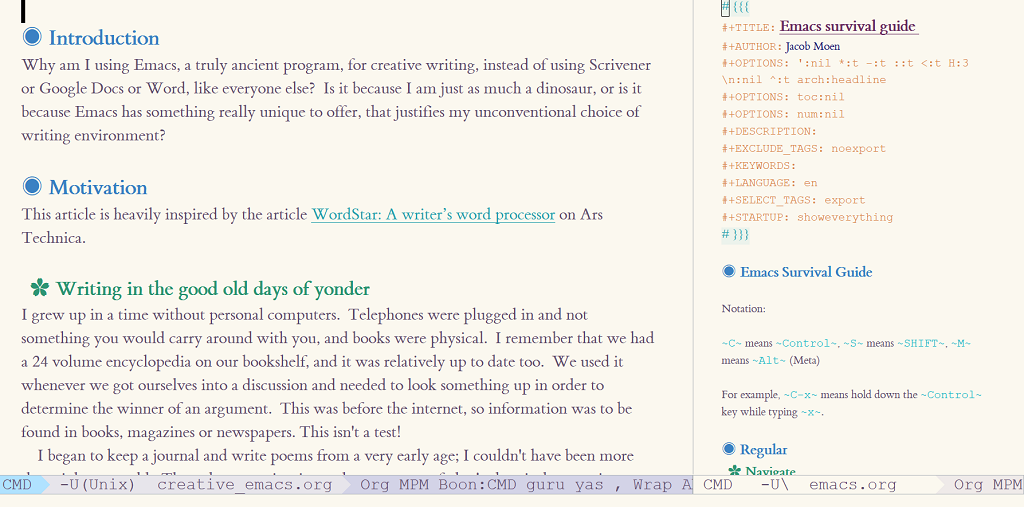 Introduction
Why am I using Emacs, a truly ancient program, for creative writing, instead of using Scrivener
or Google Docs or Word, like everyone else?  Is it because I am just as much a dinosaur, or is it
because Emacs has something really unique to offer, that justifies my unconventional choice of
writing environment?
Motivation
This article is heavily inspired by the article WordStar: A writer's word processor on Ars
Technica.
Writing in the good old days of yonder
I grew up in a time without personal computers.  Telephones were plugged in and not
something you would carry around with you, and books were physical.  I remember that we had
a 24 volume encyclopedia on our bookshelf, and it was relatively up to date too.  We used it
whenever we got ourselves into a discussion and needed to look something up in order to
determine the winner of an argument.  This was before the internet, so information was to be
found in books, magazines or newspapers. This isn't a test!
I began to keep a journal and write poems from a very early age; I couldn't have been more
CMD -U(Unix) creative_emacs.org Org MPM Boon:CMD guru yas , Wrap A
# {{{
#+TITLE: Emacs survival guide
#+AUTHOR: Jacob Moen
#+OPTIONS: ':nil *:t -:t ::t <:t H:3
\n:nil ^:t arch:headline
#+OPTIONS: toc:nil
#+OPTIONS: num:nil
#+DESCRIPTION:
#+EXCLUDE_TAGS: noexport
#+KEYWORDS:
#+LANGUAGE: en
#+SELECT_TAGS: export
#+STARTUP: showeverything
# }}}
Emacs Survival Guide
Notation:
~C~ means ~Control~, ~S~ means ~SHIFT~, ~M~
means ~Alt~ (Meta)
For example, ~C-x~ means hold down the ~Control~
key while typing ~x~.
Regular
Navigate
CMD -U\ emacs.org Org MPM